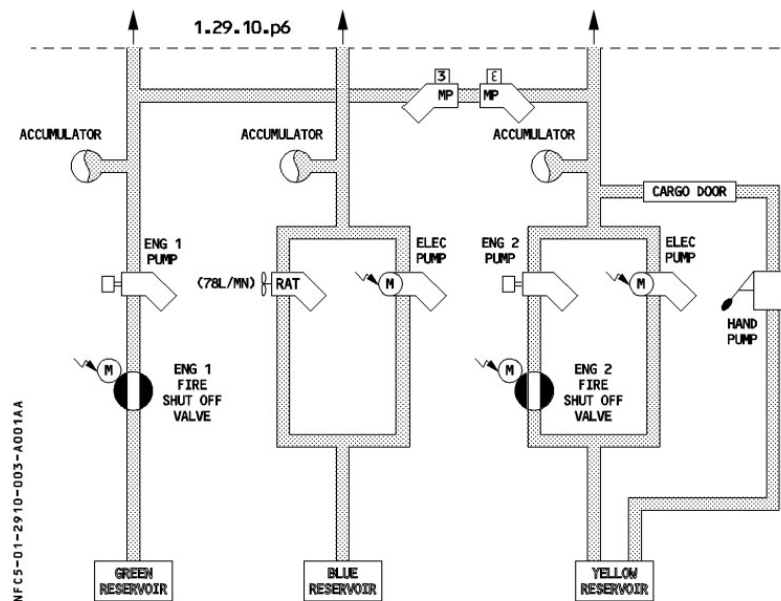 1.29.10.p6
3
Ɛ
MP
MP
ACCUMULATOR
ACCUMULATOR
ACCUMULATOR
CARGO DOOR
ENG 1
PUMP
(78L/MN)
RAT
ELEC
PUMP
M
ENG 2
PUMP
ELEC
PUMP
M
HAND
PUMP
M
ENG 1
FIRE
SHUT OFF
VALVE
M
ENG 2
FIRE
SHUT OFF
VALVE
NFC5-01-2910-003-A001AA
GREEN
RESERVOIR
BLUE
RESERVOIR
YELLOW
RESERVOIR